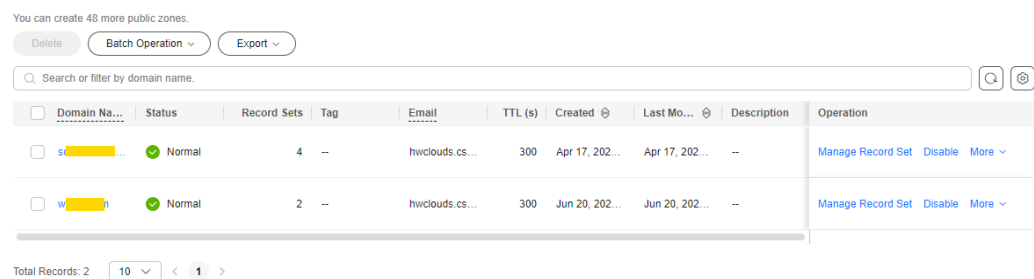 You can create 48 more public zones.
Delete Batch Operation Export
Search or filter by domain name.
Domain Na... Status Record Sets Tag Email TTL (s) Created Last Mo... Description Operation
Normal 4 -- hwclouds.cs... 300 Apr 17, 202... Apr 17, 202... -- Manage Record Set Disable More
Normal 2 -- hwclouds.cs... 300 Jun 20, 202... Jun 20, 202... -- Manage Record Set Disable More
Total Records: 2 10 1